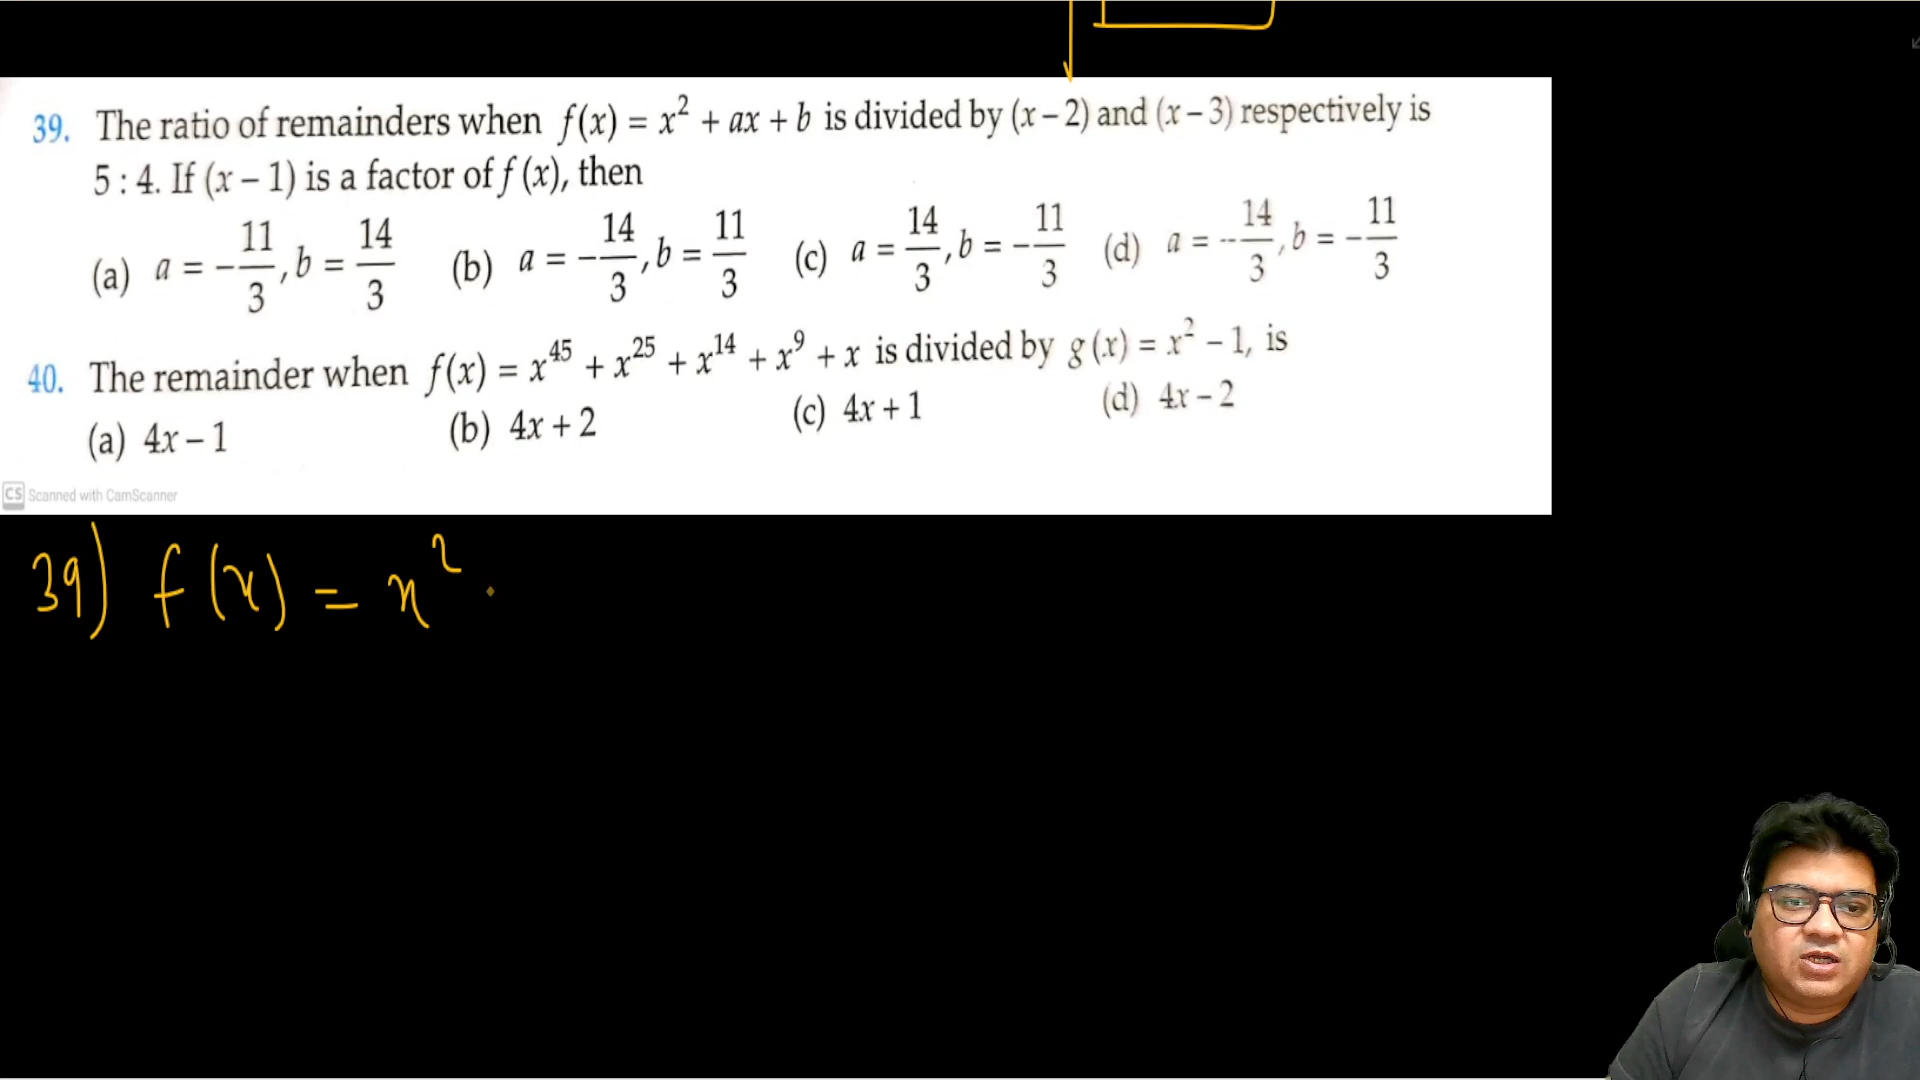 39. The ratio of remainders when f(x) = x² + ax + b is divided by (x – 2) and (x – 3) respectively is
5 : 4. If (x – 1) is a factor of f (x), then
(a) a = –11/3, b = 14/3 (b) a = –14/3, b = 11/3 (c) a = 14/3, b = –11/3 (d) a = –14/3, b = –11/3
40. The remainder when f(x) = x⁴⁵ + x²⁵ + x¹⁴ + x⁹ + x is divided by g (x) = x² – 1, is
(a) 4x – 1 (b) 4x + 2 (c) 4x + 1 (d) 4x – 2
CS Scanned with CamScanner
39) f(x) = x²